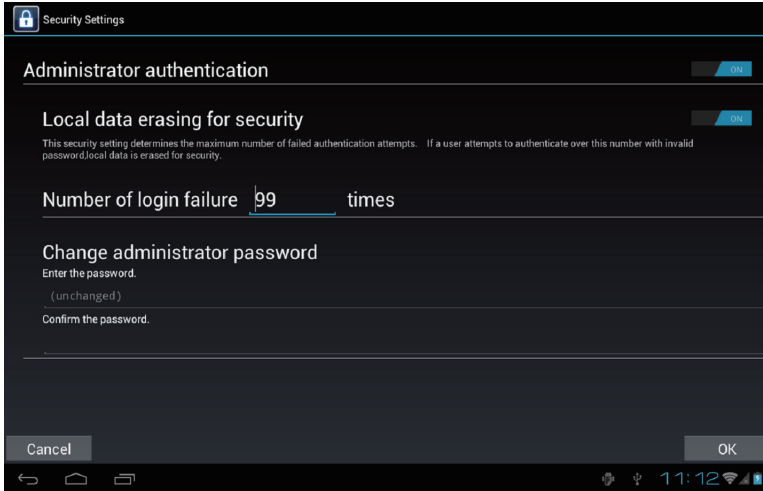 Security Settings
Administrator authentication
ON
Local data erasing for security
ON
This security setting determines the maximum number of failed authentication attempts. If a user attempts to authenticate over this number with invalid
password,local data is erased for security.
Number of login failure 99 times
Change administrator password
Enter the password.
(unchanged)
Confirm the password.
Cancel
OK
11:12